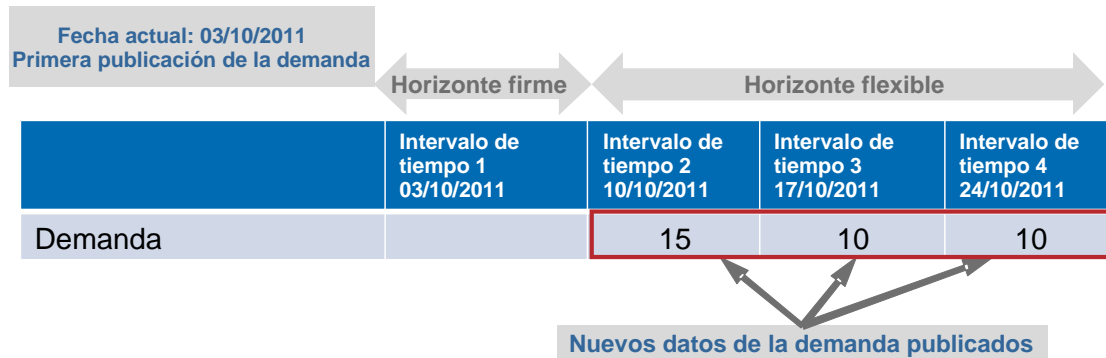 Fecha actual: 03/10/2011
Primera publicación de la demanda
Horizonte firme
Horizonte flexible
Intervalo de
tiempo 1
03/10/2011
Intervalo de
tiempo 2
10/10/2011
Intervalo de
tiempo 3
17/10/2011
Intervalo de
tiempo 4
24/10/2011
Demanda
15
10
10
Nuevos datos de la demanda publicados